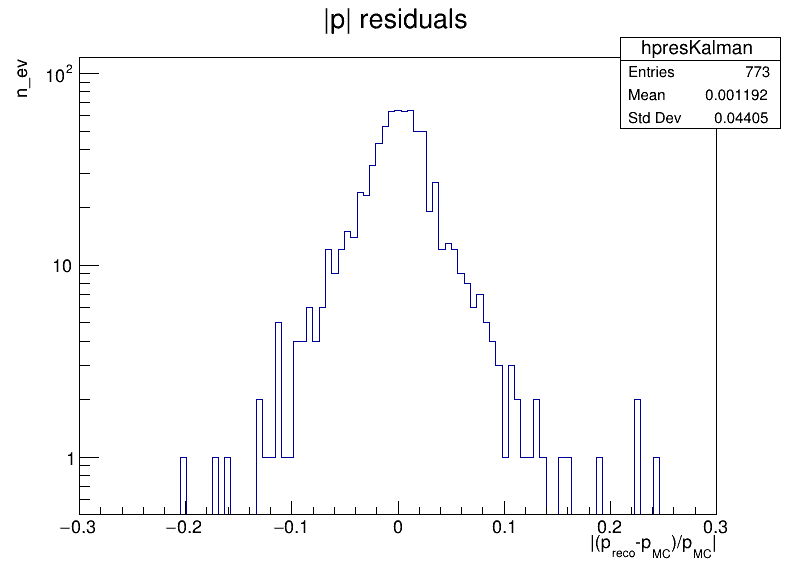 |p| residuals
hpresKalman
Entries 773
Mean 0.001192
Std Dev 0.04405
n_ev
10²
10
1
−0.3 −0.2 −0.1 0 0.1 0.2 0.3
|(p_reco-p_MC)/p_MC|